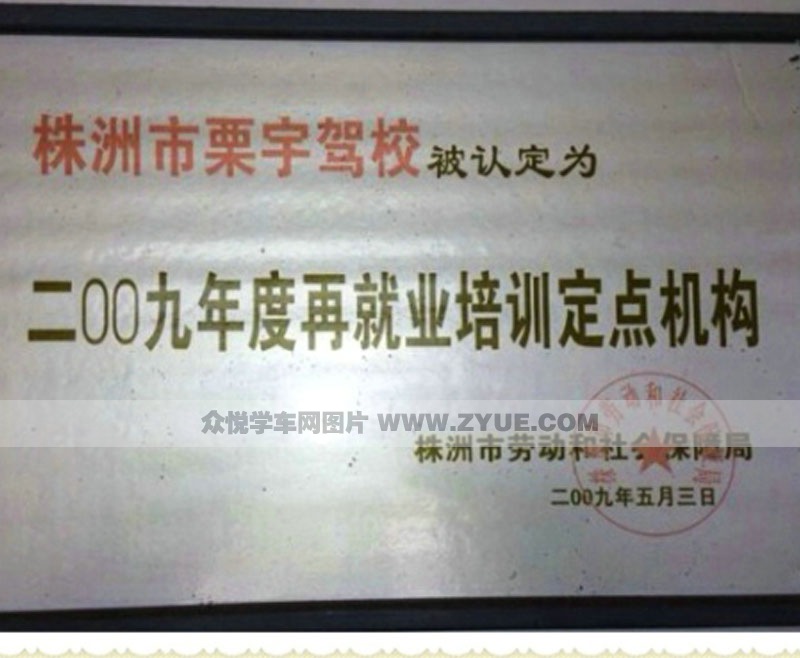 株洲市栗宇驾校被认定为
二00九年度再就业培训定点机构
众悦学车网图片 WWW.ZYUE.COM
株洲市劳动和社会保障局
二00九年五月三日